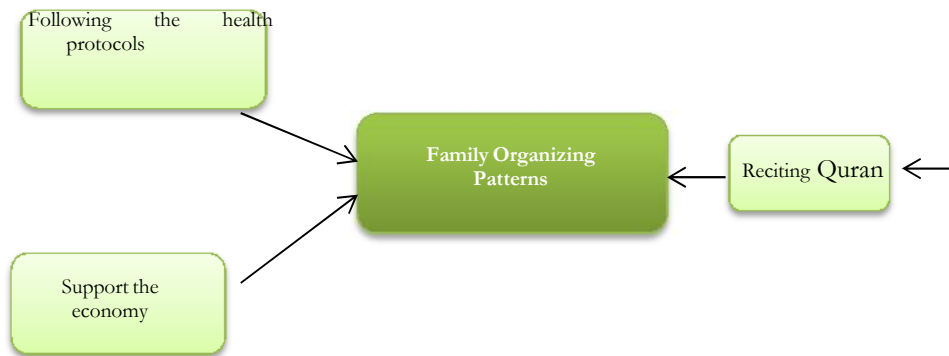 Following the health
protocols
Family Organizing
Patterns
Reciting Quran
Support the
economy